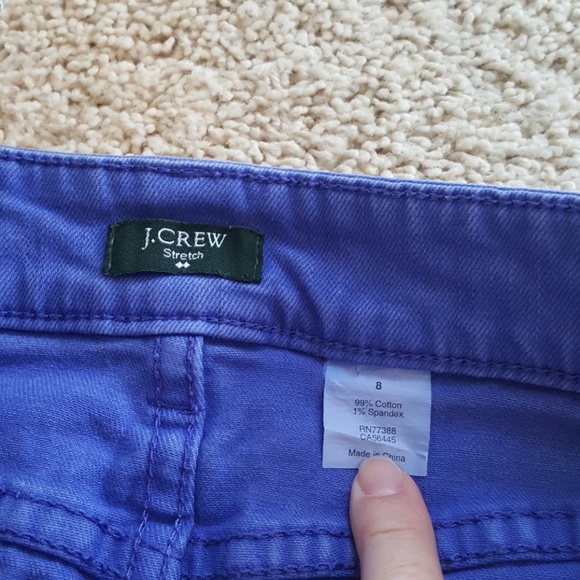 J.CREW
Stretch
8
99% Cotton
1% Spandex
RN77388
CA56445
Made in China